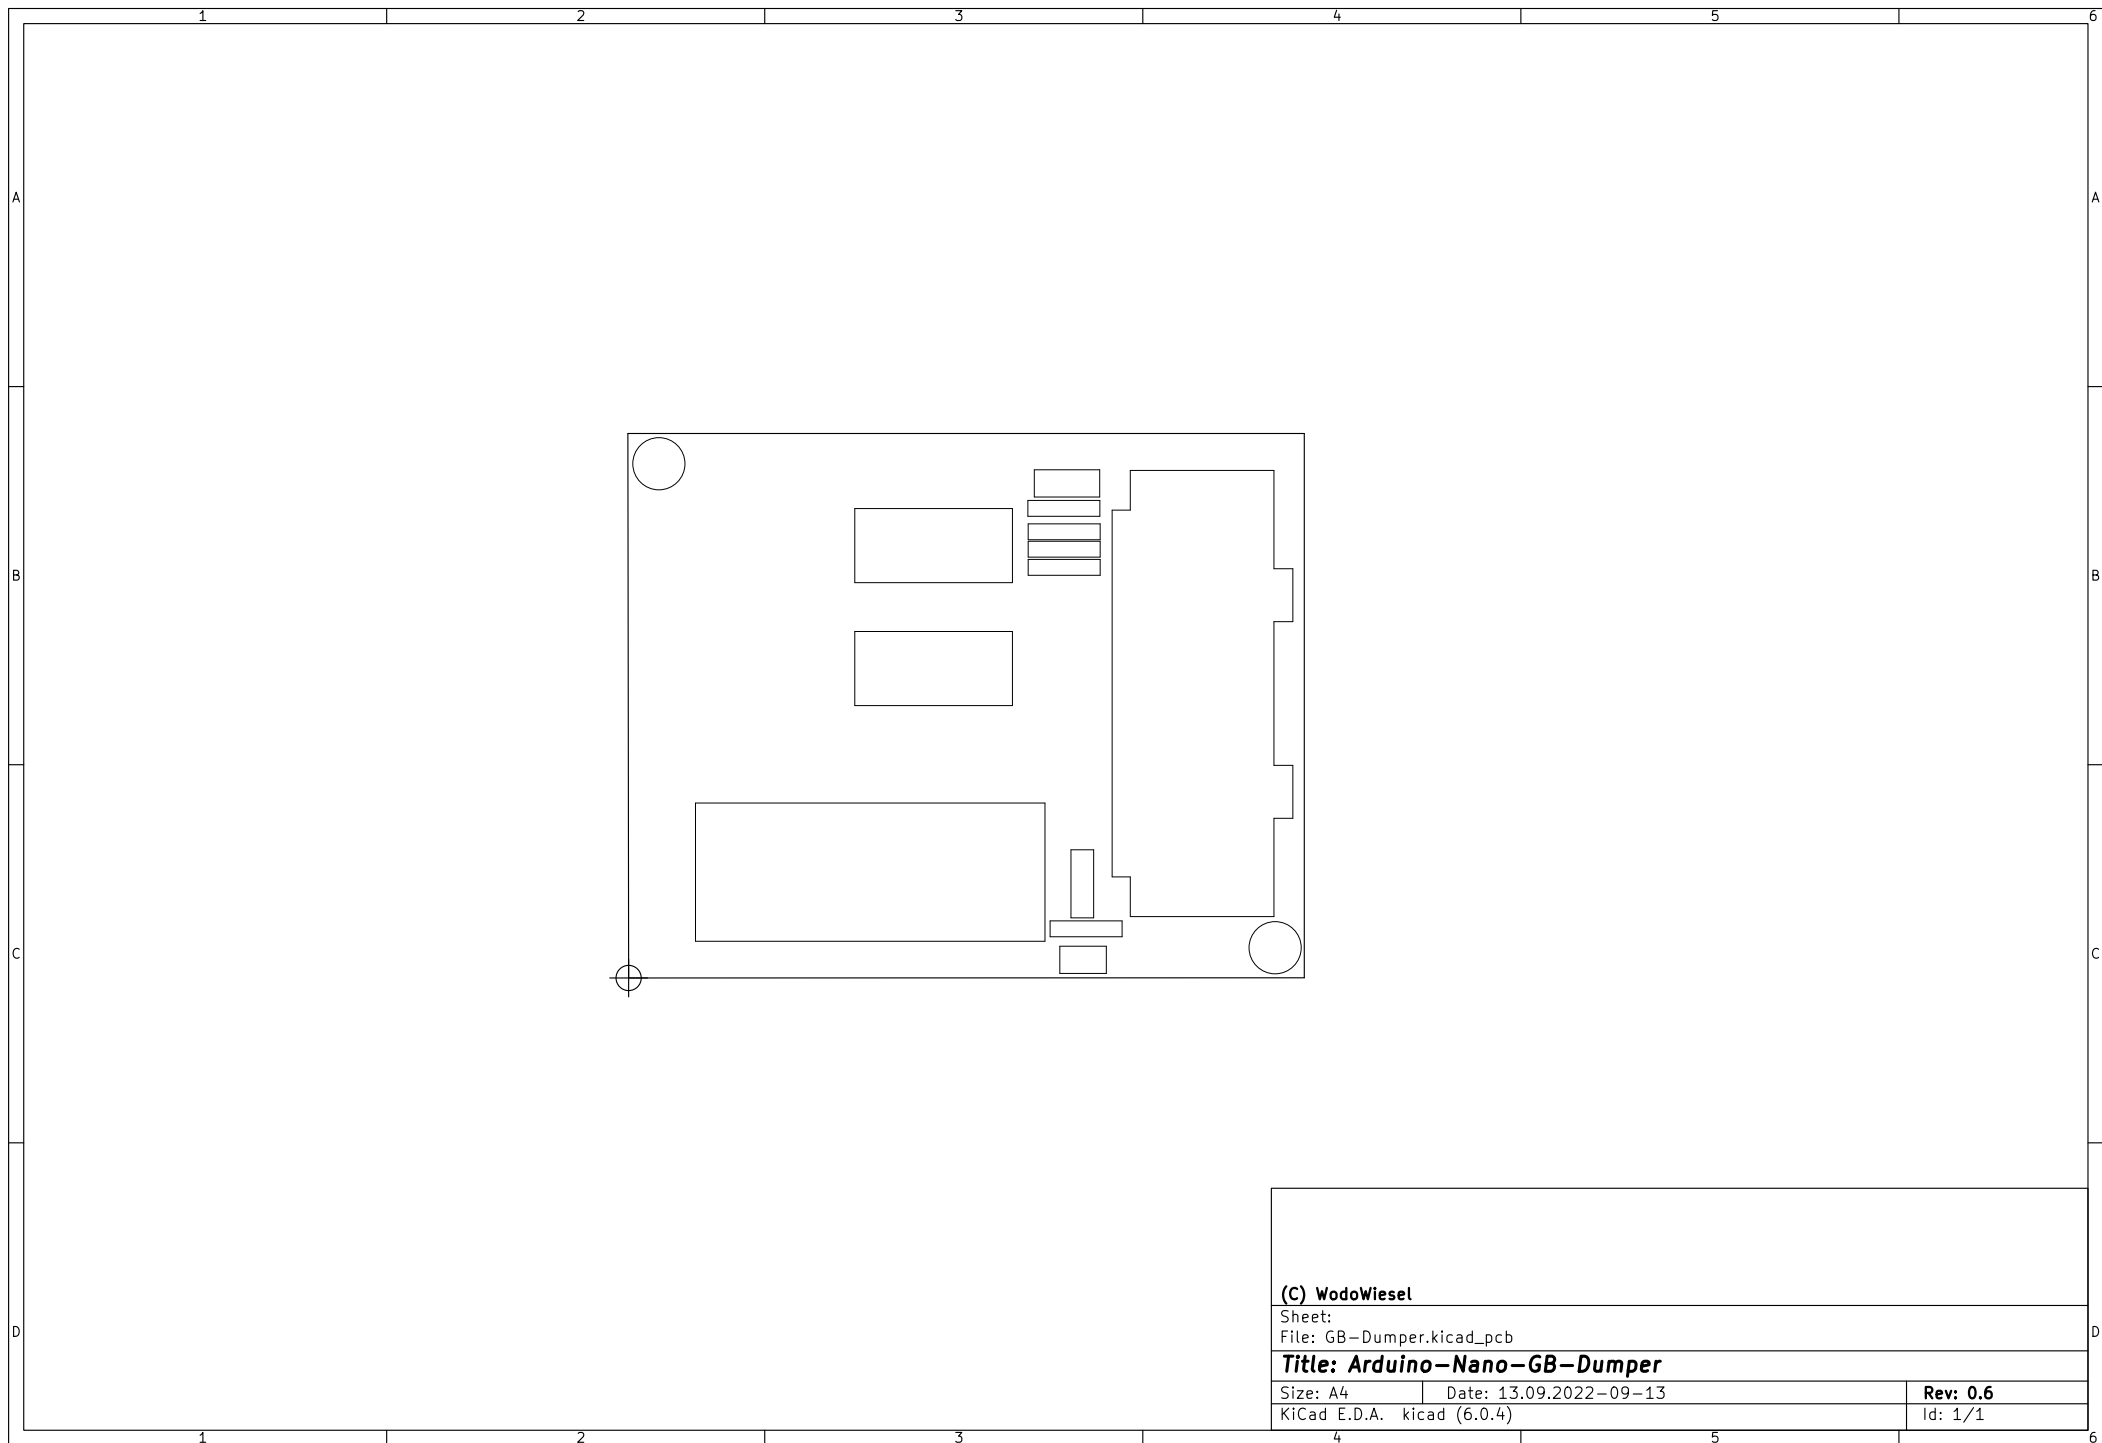 1 2 3 4 5 6
A A
B B
C C
(C) WodoWiesel
Sheet:
File: GB-Dumper.kicad_pcb
D D
Title: Arduino-Nano-GB-Dumper
Size: A4 Date: 13.09.2022-09-13 Rev: 0.6
KiCad E.D.A. kicad (6.0.4) Id: 1/1
1 2 3 4 5 6